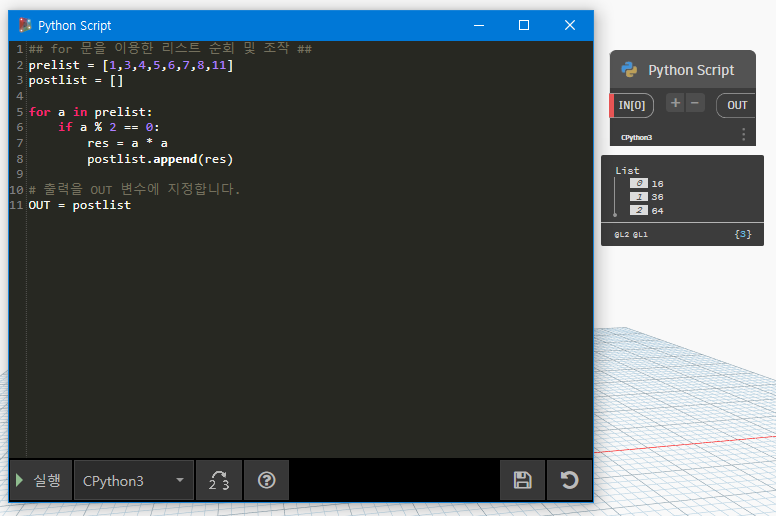 Python Script
1 ## for 문을 이용한 리스트 순회 및 조작 ##
2 prelist = [1,3,4,5,6,7,8,11]
3 postlist = []
4
5 for a in prelist:
6     if a % 2 == 0:
7         res = a * a
8         postlist.append(res)
9
10 # 출력을 OUT 변수에 지정합니다.
11 OUT = postlist
실행
CPython3
2 3
?
Python Script
IN[0]
+
−
OUT
CPython3
List
0 16
1 36
2 64
@L2 @L1
{3}